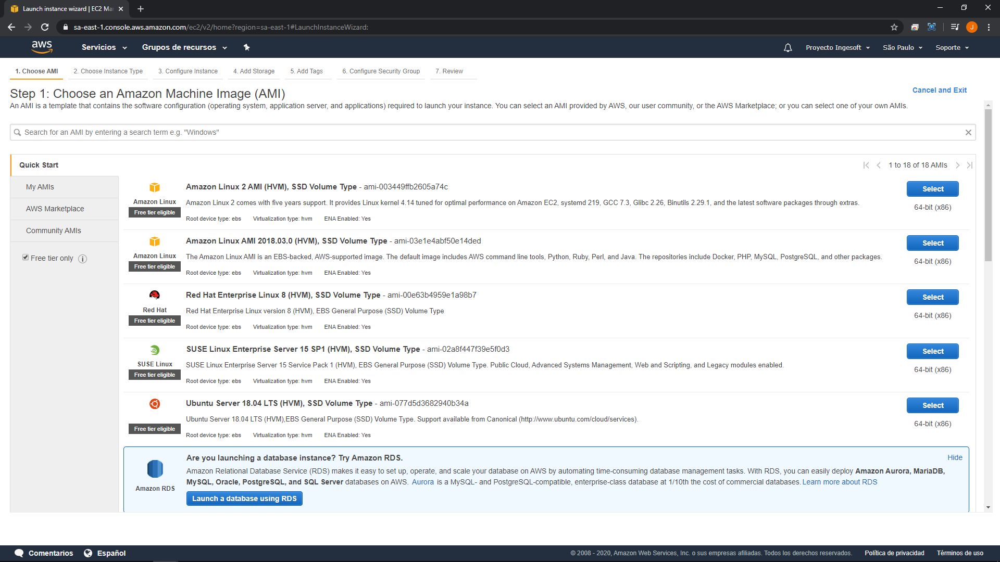 Launch instance wizard | EC2 Ma
sa-east-1.console.aws.amazon.com/ec2/v2/home?region=sa-east-1#LaunchInstanceWizard:
J
aws
Servicios
Grupos de recursos
Proyecto Ingesoft
São Paulo
Soporte
1. Choose AMI
2. Choose Instance Type
3. Configure Instance
4. Add Storage
5. Add Tags
6. Configure Security Group
7. Review
Step 1: Choose an Amazon Machine Image (AMI)
Cancel and Exit
An AMI is a template that contains the software configuration (operating system, application server, and applications) required to launch your instance. You can select an AMI provided by AWS, our user community, or the AWS Marketplace; or you can select one of your own AMIs.
Search for an AMI by entering a search term e.g. "Windows"
Quick Start
1 to 18 of 18 AMIs
My AMIs
AWS Marketplace
Community AMIs
Free tier only
Amazon Linux
Free tier eligible
Amazon Linux 2 AMI (HVM), SSD Volume Type - ami-003449ffb2605a74c
Amazon Linux 2 comes with five years support. It provides Linux kernel 4.14 tuned for optimal performance on Amazon EC2, systemd 219, GCC 7.3, Glibc 2.26, Binutils 2.29.1, and the latest software packages through extras.
Root device type: ebs Virtualization type: hvm ENA Enabled: Yes
Select
64-bit (x86)
Amazon Linux
Free tier eligible
Amazon Linux AMI 2018.03.0 (HVM), SSD Volume Type - ami-03e1e4abf50e14ded
The Amazon Linux AMI is an EBS-backed, AWS-supported image. The default image includes AWS command line tools, Python, Ruby, Perl, and Java. The repositories include Docker, PHP, MySQL, PostgreSQL, and other packages.
Root device type: ebs Virtualization type: hvm ENA Enabled: Yes
Select
64-bit (x86)
Red Hat
Free tier eligible
Red Hat Enterprise Linux 8 (HVM), SSD Volume Type - ami-00e63b4959e1a98b7
Red Hat Enterprise Linux version 8 (HVM), EBS General Purpose (SSD) Volume Type
Root device type: ebs Virtualization type: hvm ENA Enabled: Yes
Select
64-bit (x86)
SUSE Linux
Free tier eligible
SUSE Linux Enterprise Server 15 SP1 (HVM), SSD Volume Type - ami-02a8f447f39e5f0d3
SUSE Linux Enterprise Server 15 Service Pack 1 (HVM), EBS General Purpose (SSD) Volume Type. Public Cloud, Advanced Systems Management, Web and Scripting, and Legacy modules enabled.
Root device type: ebs Virtualization type: hvm ENA Enabled: Yes
Select
64-bit (x86)
Free tier eligible
Ubuntu Server 18.04 LTS (HVM), SSD Volume Type - ami-077d5d3682940b34a
Ubuntu Server 18.04 LTS (HVM),EBS General Purpose (SSD) Volume Type. Support available from Canonical (http://www.ubuntu.com/cloud/services).
Root device type: ebs Virtualization type: hvm ENA Enabled: Yes
Select
64-bit (x86)
Amazon RDS
Are you launching a database instance? Try Amazon RDS.
Hide
Amazon Relational Database Service (RDS) makes it easy to set up, operate, and scale your database on AWS by automating time-consuming database management tasks. With RDS, you can easily deploy Amazon Aurora, MariaDB,
MySQL, Oracle, PostgreSQL, and SQL Server databases on AWS. Aurora is a MySQL- and PostgreSQL-compatible, enterprise-class database at 1/10th the cost of commercial databases. Learn more about RDS
Launch a database using RDS
Comentarios
Español
© 2008 - 2020, Amazon Web Services, Inc. o sus empresas afiliadas. Todos los derechos reservados.
Política de privacidad
Términos de uso